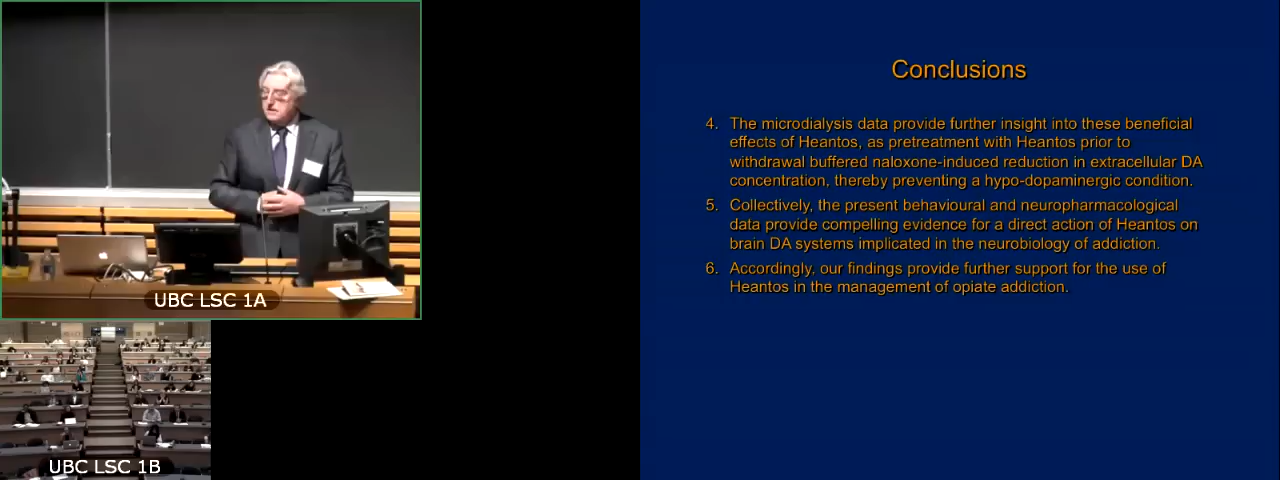 UBC LSC 1A
UBC LSC 1B
Conclusions
4. The microdialysis data provide further insight into these beneficial
effects of Heantos, as pretreatment with Heantos prior to
withdrawal buffered naloxone-induced reduction in extracellular DA
concentration, thereby preventing a hypo-dopaminergic condition.
5. Collectively, the present behavioural and neuropharmacological
data provide compelling evidence for a direct action of Heantos on
brain DA systems implicated in the neurobiology of addiction.
6. Accordingly, our findings provide further support for the use of
Heantos in the management of opiate addiction.